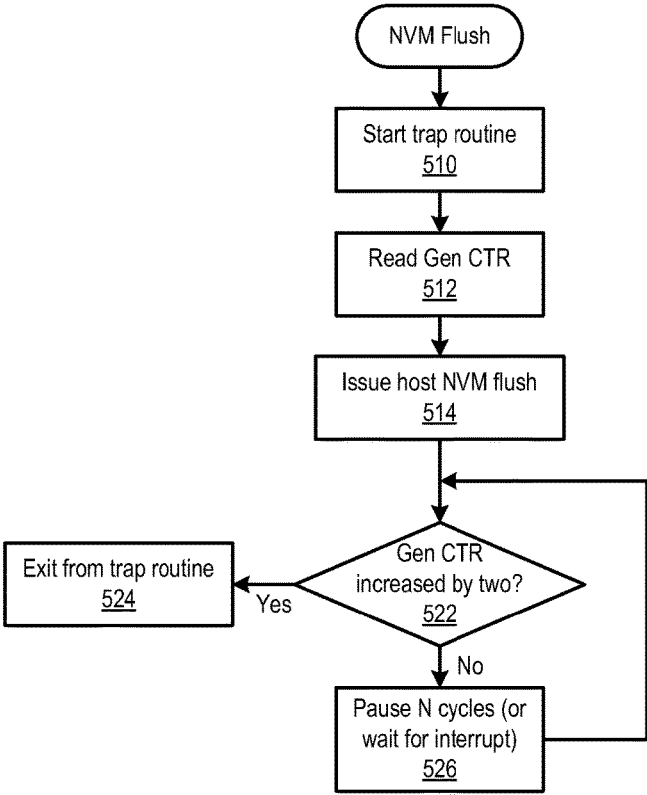 NVM Flush
Start trap routine
510
Read Gen CTR
512
Issue host NVM flush
514
Gen CTR
increased by two?
522
Exit from trap routine
524
Yes
No
Pause N cycles (or
wait for interrupt)
526